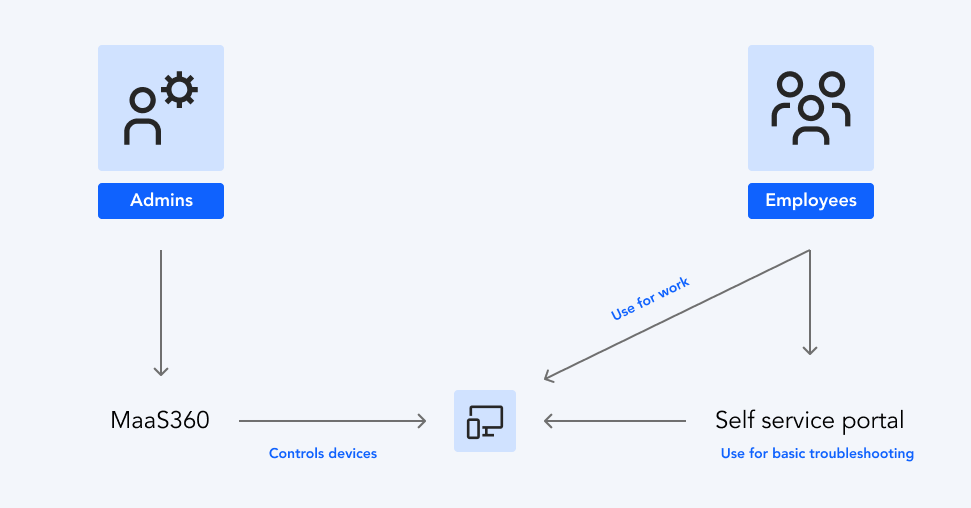 Admins
Employees
Use for work
MaaS360
Self service portal
Controls devices
Use for basic troubleshooting